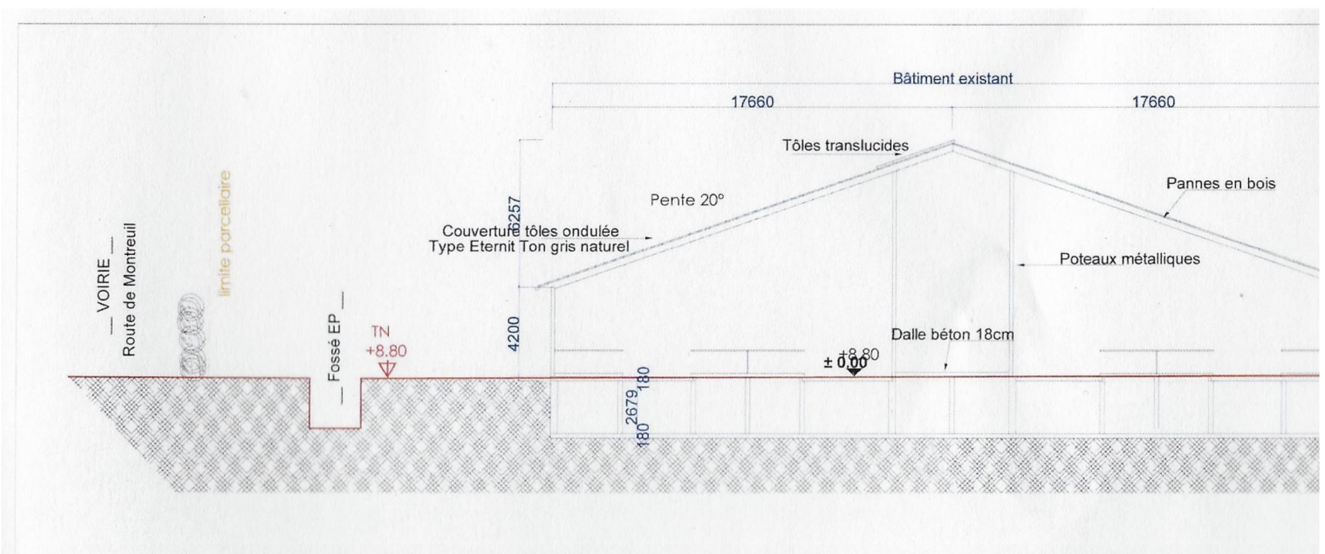 Bâtiment existant
17660
17660
Tôles translucides
Pannes en bois
Pente 20°
6257
Couverture tôles ondulée
Type Eternit Ton gris naturel
Poteaux métalliques
VOIRIE
Route de Montreuil
limite parcellaire
Fossé EP
TN
+8.80
4200
Dalle béton 18cm
+8.80
± 0.00
180
2679
180